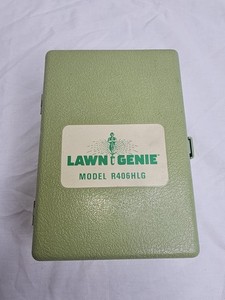 LAWN GENIE®
MODEL R406HLG